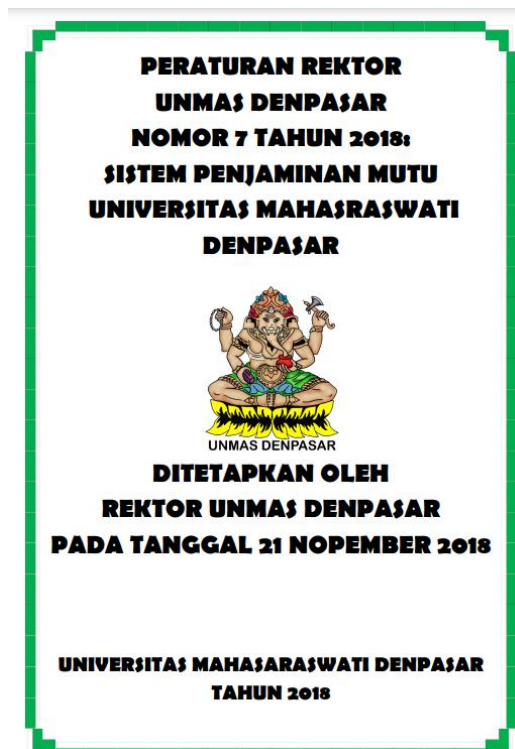 PERATURAN REKTOR
UNMAS DENPASAR
NOMOR 7 TAHUN 2018:
SISTEM PENJAMINAN MUTU
UNIVERSITAS MAHASRASWATI
DENPASAR
UNMAS DENPASAR
DITETAPKAN OLEH
REKTOR UNMAS DENPASAR
PADA TANGGAL 21 NOPEMBER 2018
UNIVERSITAS MAHASARASWATI DENPASAR
TAHUN 2018